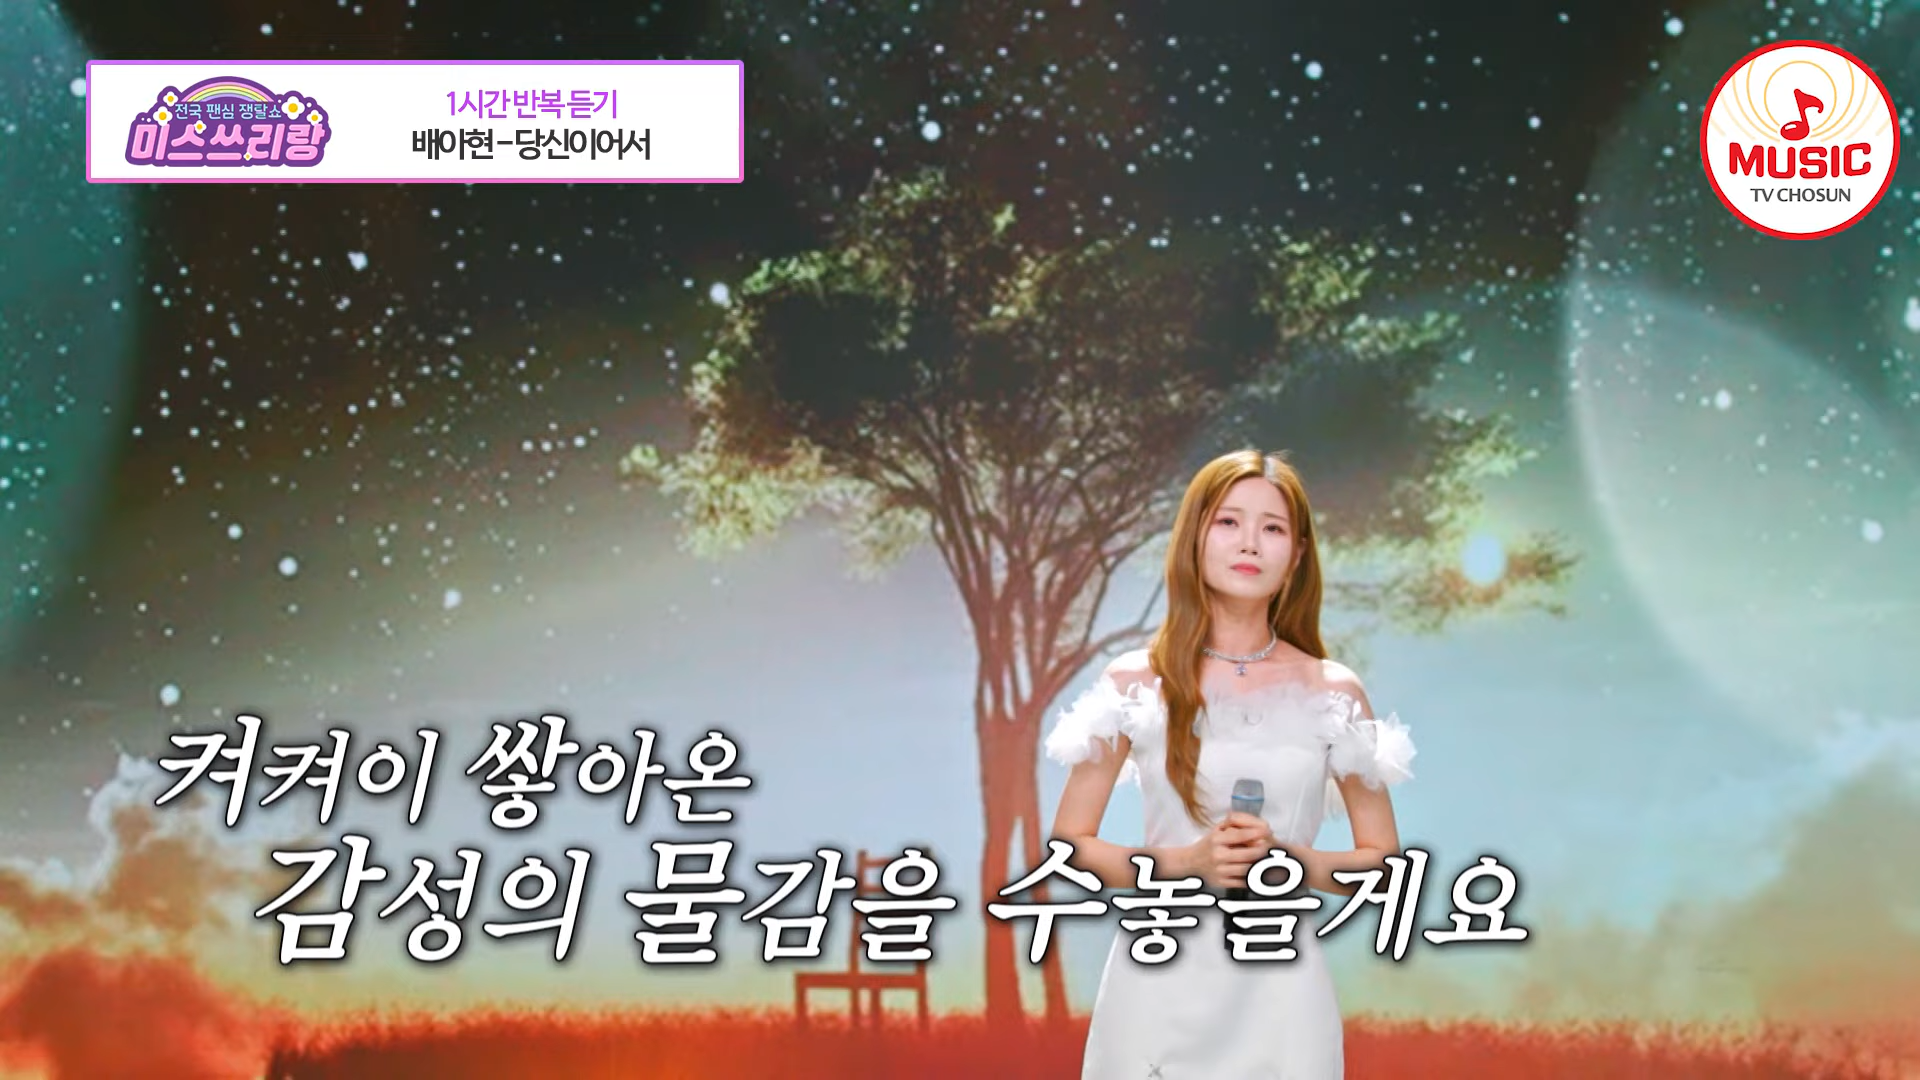 전국 팬심 쟁탈쇼
미스쓰리랑
1시간 반복 듣기
배아현 - 당신이어서
MUSIC
TV CHOSUN
켜켜이 쌓아온
감성의 물감을 수놓을게요